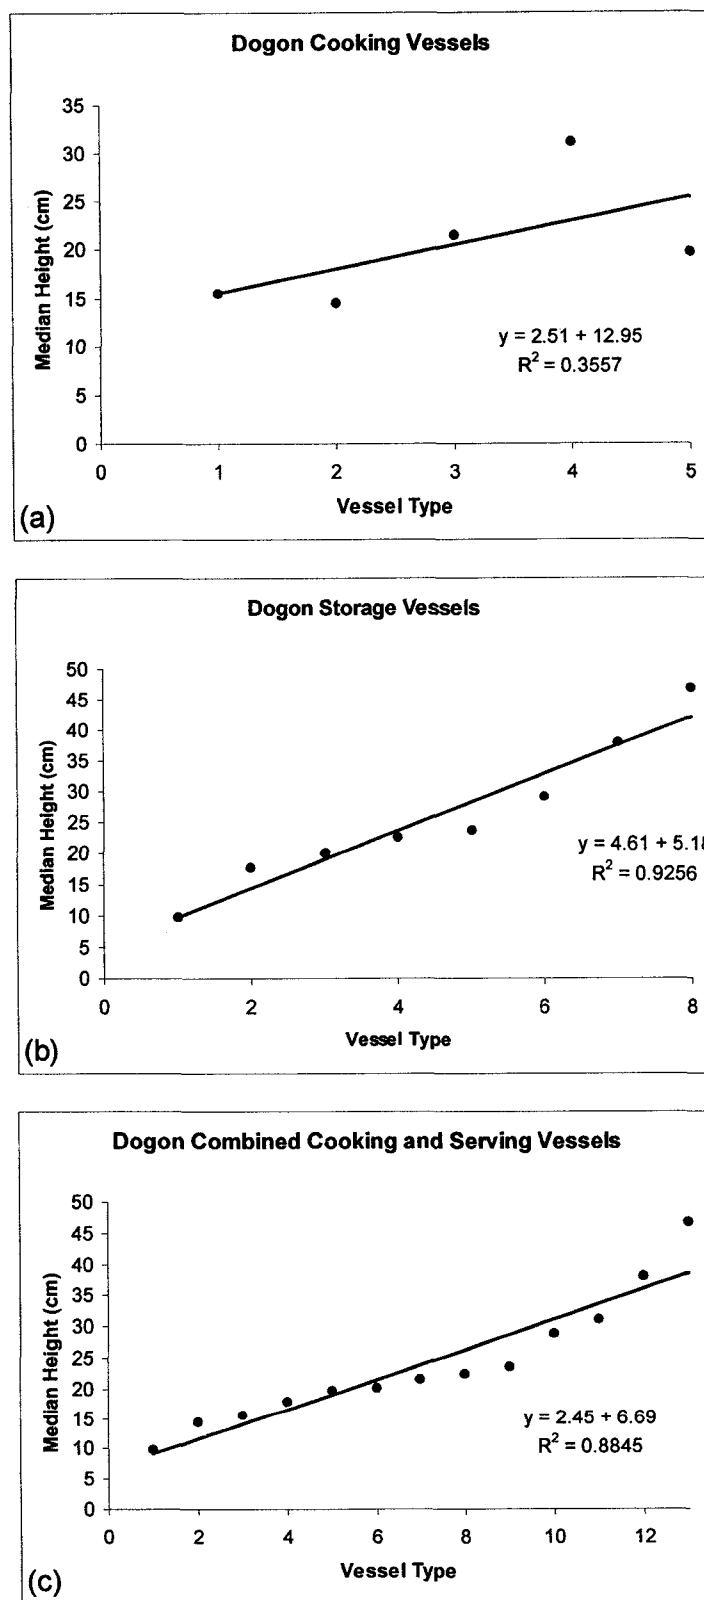 Dogon Cooking Vessels
35
30
25
20
15
10
5
0
Median Height (cm)
y = 2.51 + 12.95
R² = 0.3557
0 1 2 3 4 5
Vessel Type
(a)
Dogon Storage Vessels
50
45
40
35
30
25
20
15
10
5
0
Median Height (cm)
y = 4.61 + 5.18
R² = 0.9256
0 2 4 6 8
Vessel Type
(b)
Dogon Combined Cooking and Serving Vessels
50
45
40
35
30
25
20
15
10
5
0
Median Height (cm)
y = 2.45 + 6.69
R² = 0.8845
0 2 4 6 8 10 12
Vessel Type
(c)